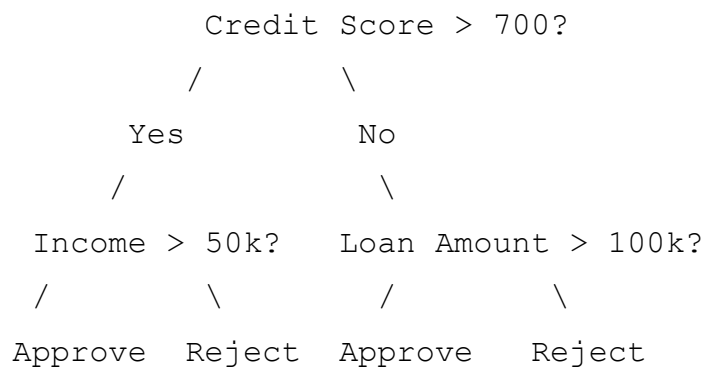 Credit Score > 700?
/ \
Yes No
/ \
Income > 50k? Loan Amount > 100k?
/ \ / \
Approve Reject Approve Reject